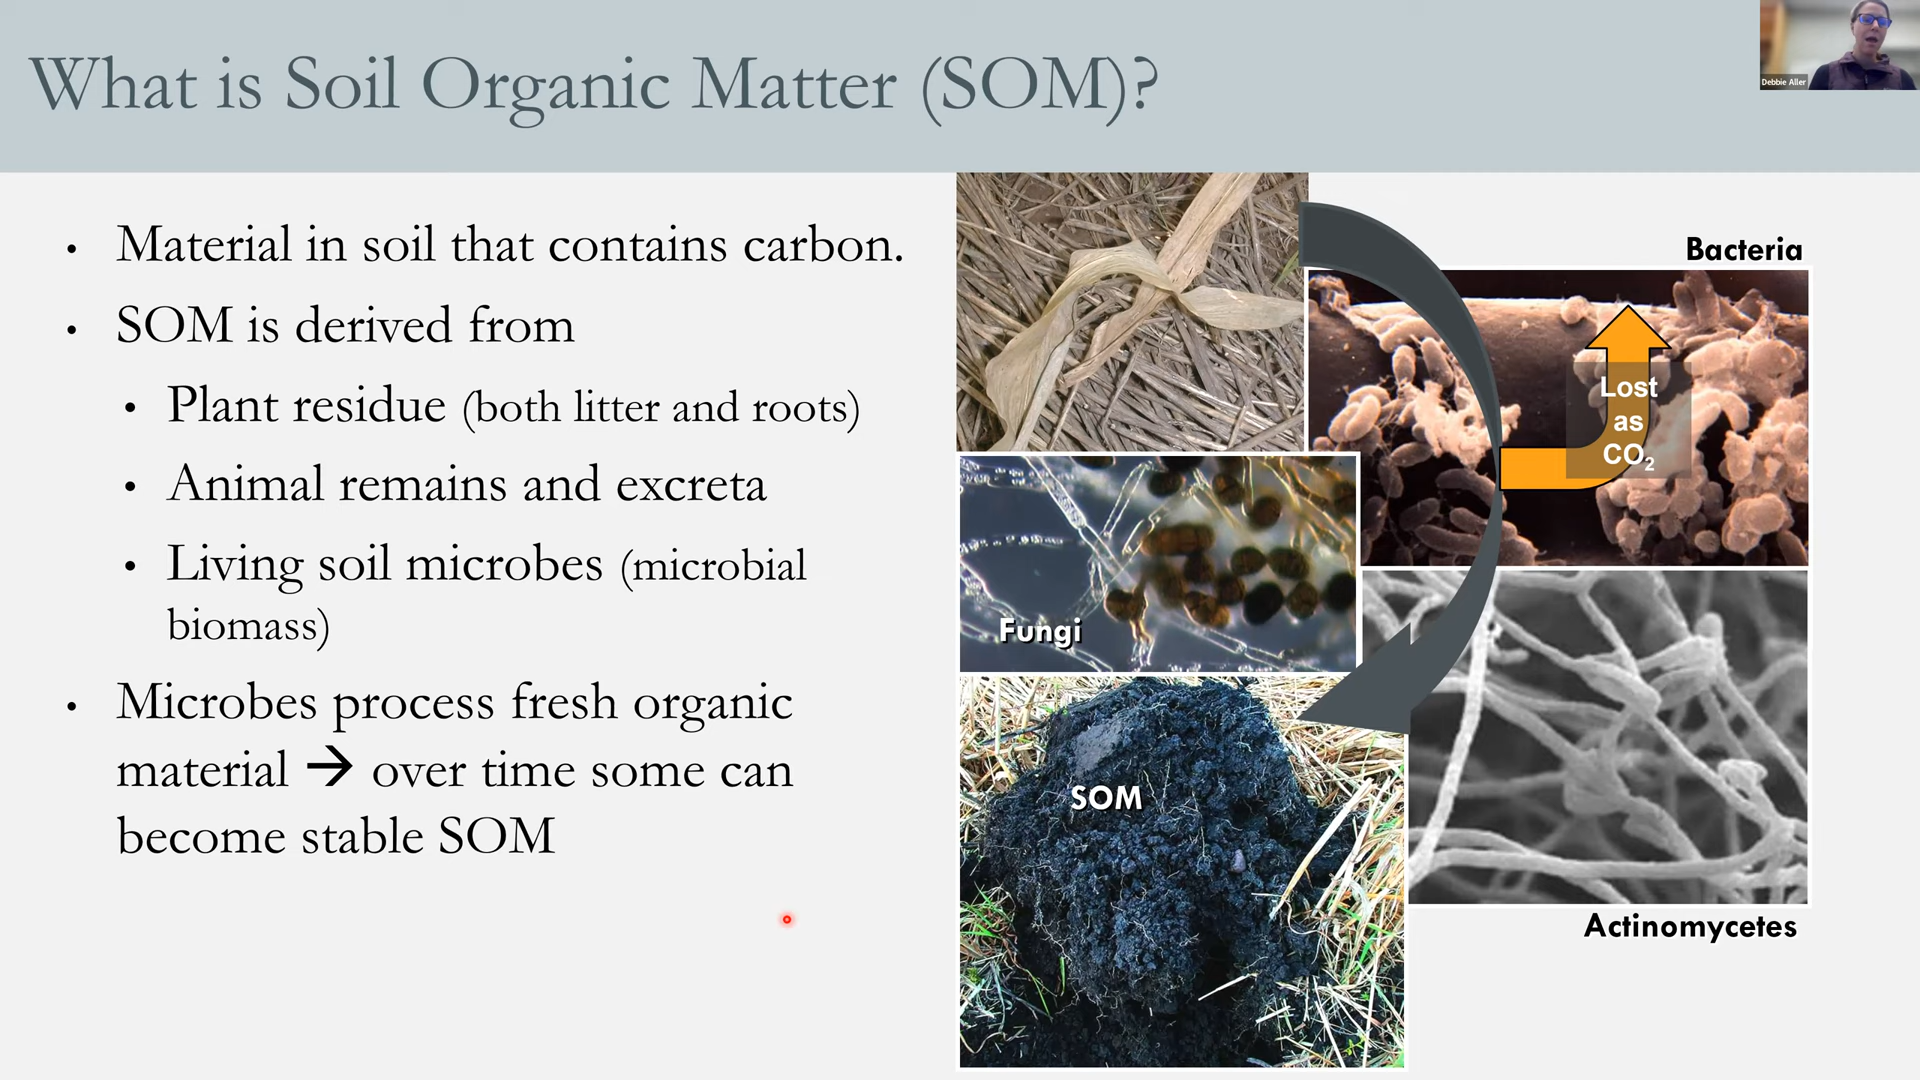 What is Soil Organic Matter (SOM)?
Debbie Aller
• Material in soil that contains carbon.
• SOM is derived from
• Plant residue (both litter and roots)
• Animal remains and excreta
• Living soil microbes (microbial
biomass)
• Microbes process fresh organic
material → over time some can
become stable SOM
Bacteria
Lost
as
CO₂
Fungi
SOM
Actinomycetes